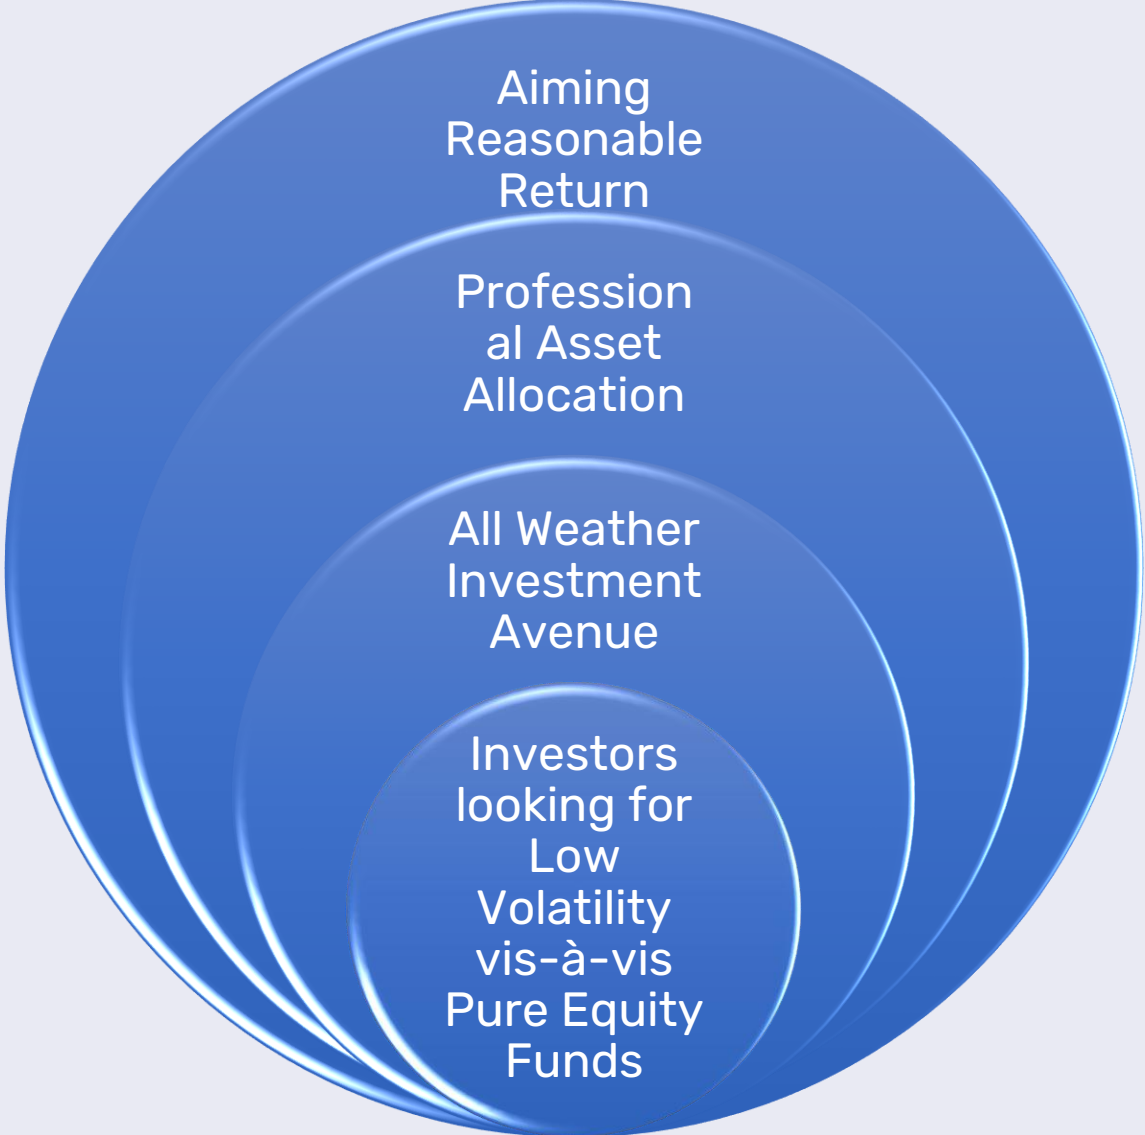 Aiming
Reasonable
Return
Profession
al Asset
Allocation
All Weather
Investment
Avenue
Investors
looking for
Low
Volatility
vis-à-vis
Pure Equity
Funds